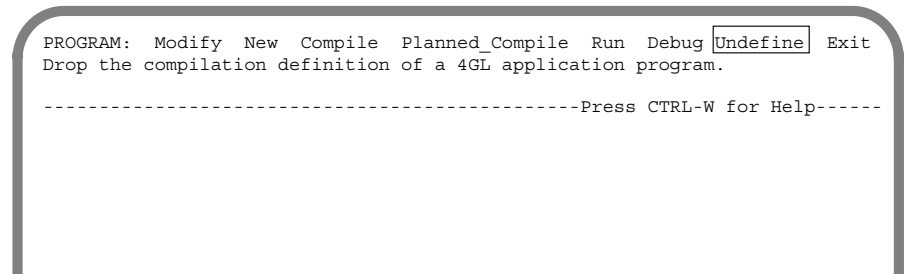 PROGRAM: Modify New Compile Planned_Compile Run Debug Undefine Exit
Drop the compilation definition of a 4GL application program.
------------------------------------------------Press CTRL-W for Help------